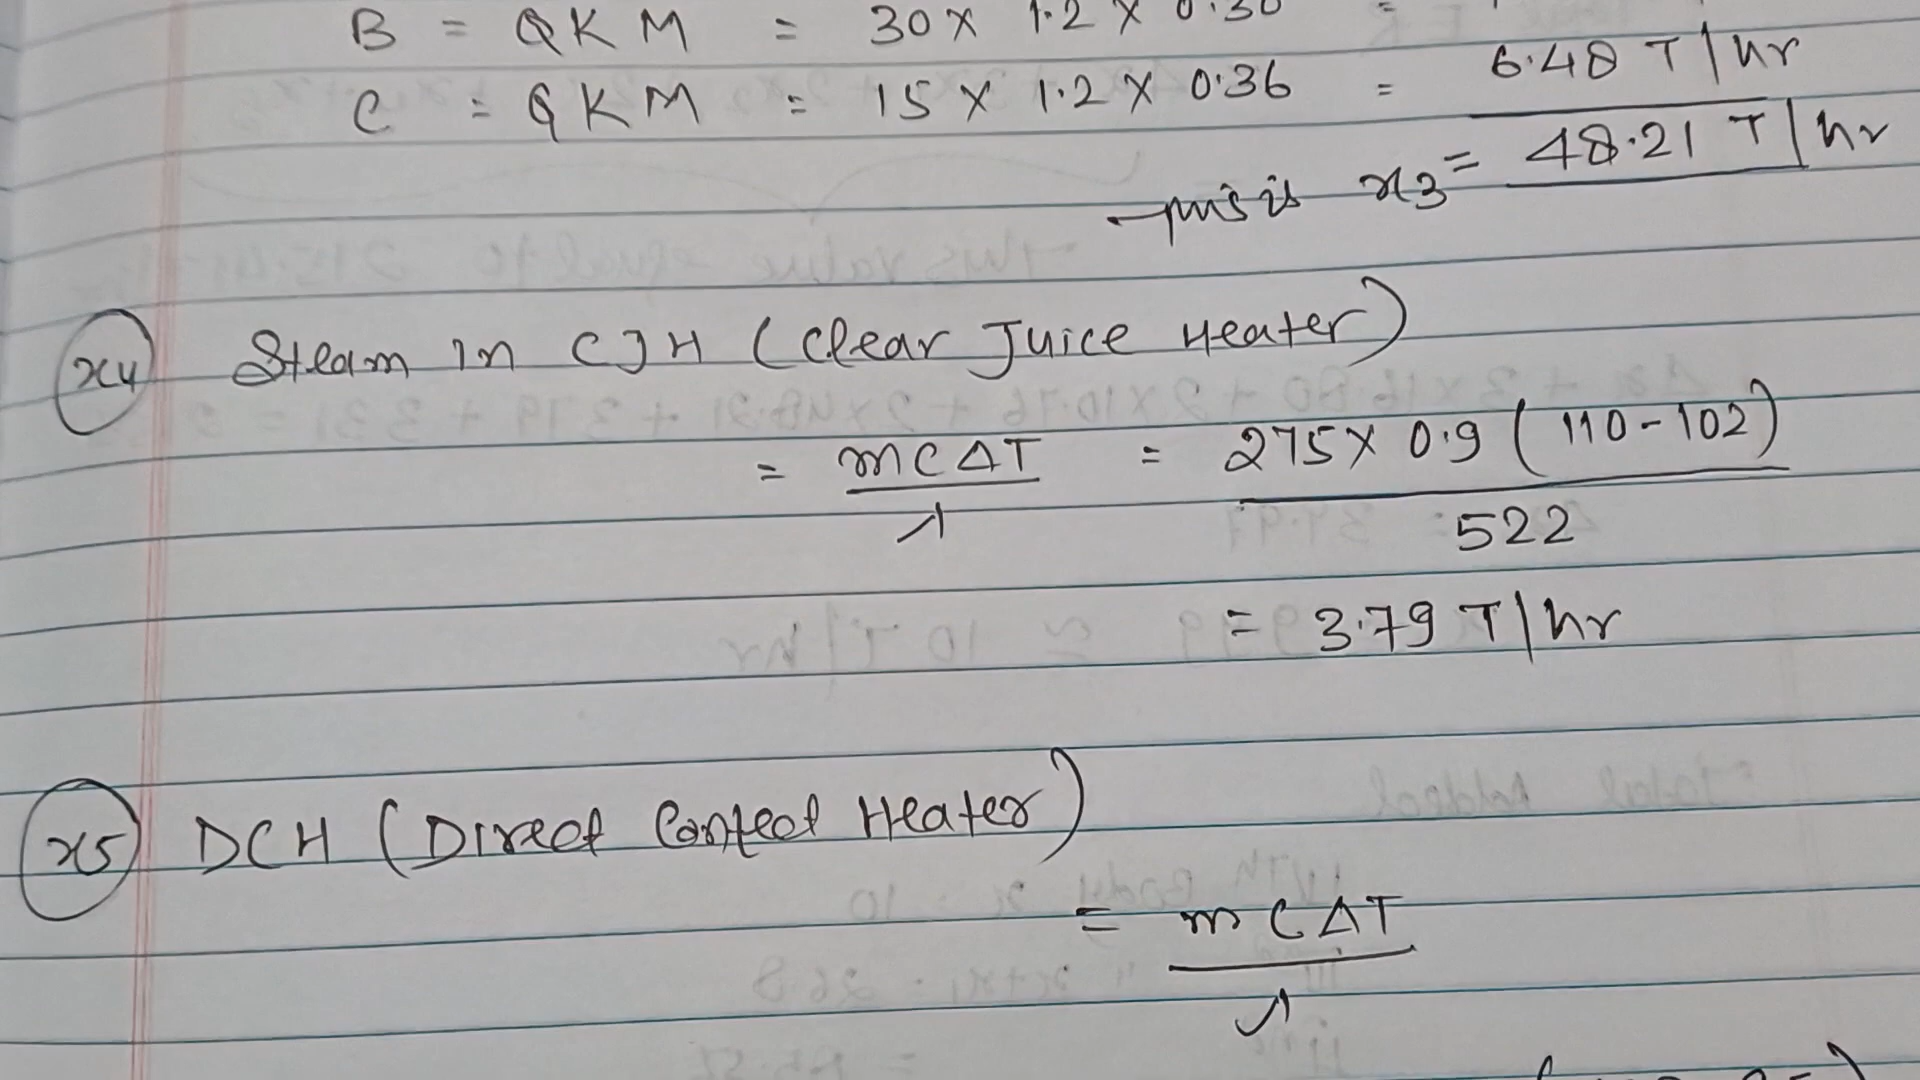 B = QKM = 30 × 1.2 × 0.30 =
C = QKM = 15 × 1.2 × 0.36 = 6.48 T/hr
This is x3 = 48.21 T/hr
x4 Steam in CJH (Clear Juice Heater)
= mCΔT / λ = 275 × 0.9 (110-102) / 522
= 3.79 T/hr
x5 DCH (Direct Contect Heater)
= mCΔT / λ